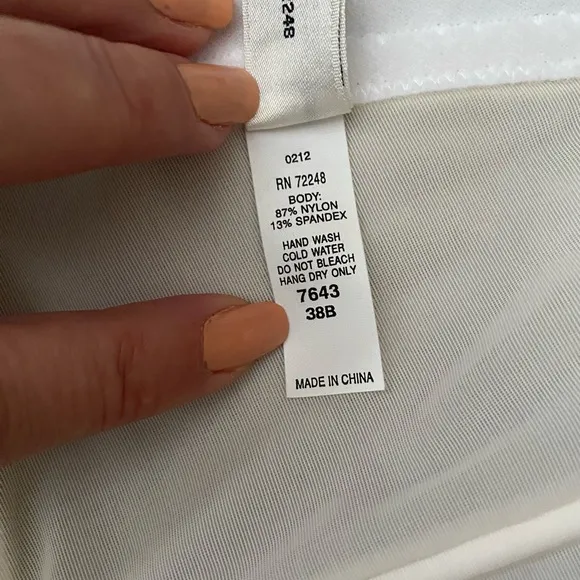 248
0212
RN 72248
BODY:
87% NYLON
13% SPANDEX
HAND WASH
COLD WATER
DO NOT BLEACH
HANG DRY ONLY
7643
38B
MADE IN CHINA